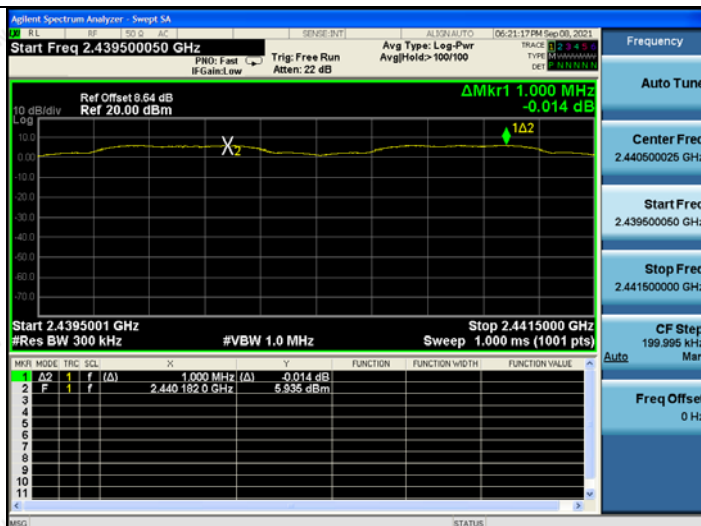 Agilent Spectrum Analyzer - Swept SA
RL RF 50 Ω AC SENSE:INT ALIGN AUTO 06:21:17 PM Sep 08, 2021
Start Freq 2.439500050 GHz
PNO: Fast
IFGain:Low
Trig: Free Run
Atten: 22 dB
Avg Type: Log-Pwr
Avg|Hold:> 100/100
TRACE 1 2 3 4 5 6
TYPE
DET P N N N N N
Ref Offset 8.64 dB
10 dB/div Ref 20.00 dBm
Log
ΔMkr1 1.000 MHz
-0.014 dB
10.0
0.00
-10.0
-20.0
-30.0
-40.0
-50.0
-60.0
-70.0
X2
1Δ2
Start 2.4395001 GHz Stop 2.4415000 GHz
#Res BW 300 kHz #VBW 1.0 MHz Sweep 1.000 ms (1001 pts)
MKR MODE TRC SCL X Y FUNCTION FUNCTION WIDTH FUNCTION VALUE
1 Δ2 1 f (Δ) 1.000 MHz (Δ) -0.014 dB
2 F 1 f 2.440 182 0 GHz 5.935 dBm
3
4
5
6
7
8
9
10
11
MSG STATUS
Frequency
Auto Tune
Center Freq
2.440500025 GHz
Start Freq
2.439500050 GHz
Stop Freq
2.441500000 GHz
CF Step
199.995 kHz
Auto Man
Freq Offset
0 Hz